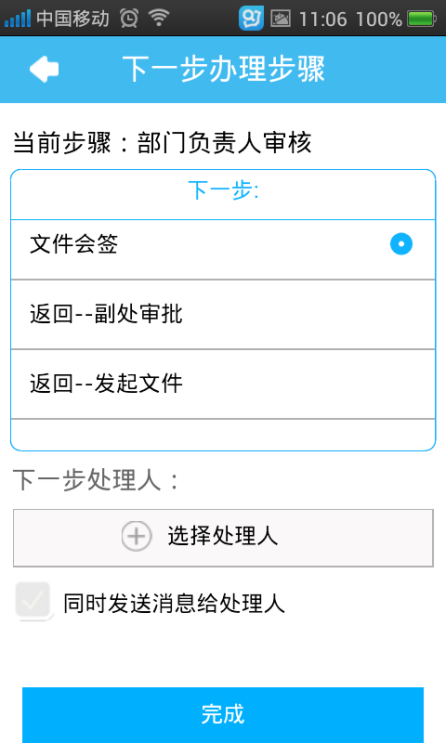 中国移动 11:06 100%
下一步办理步骤
当前步骤：部门负责人审核
下一步:
文件会签
返回--副处审批
返回--发起文件
下一步处理人：
选择处理人
同时发送消息给处理人
完成